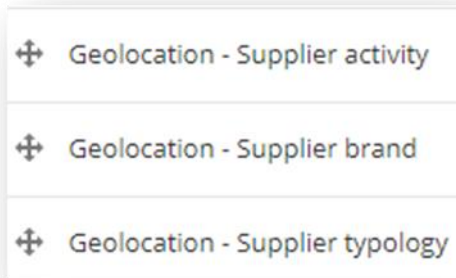 Geolocation - Supplier activity
Geolocation - Supplier brand
Geolocation - Supplier typology